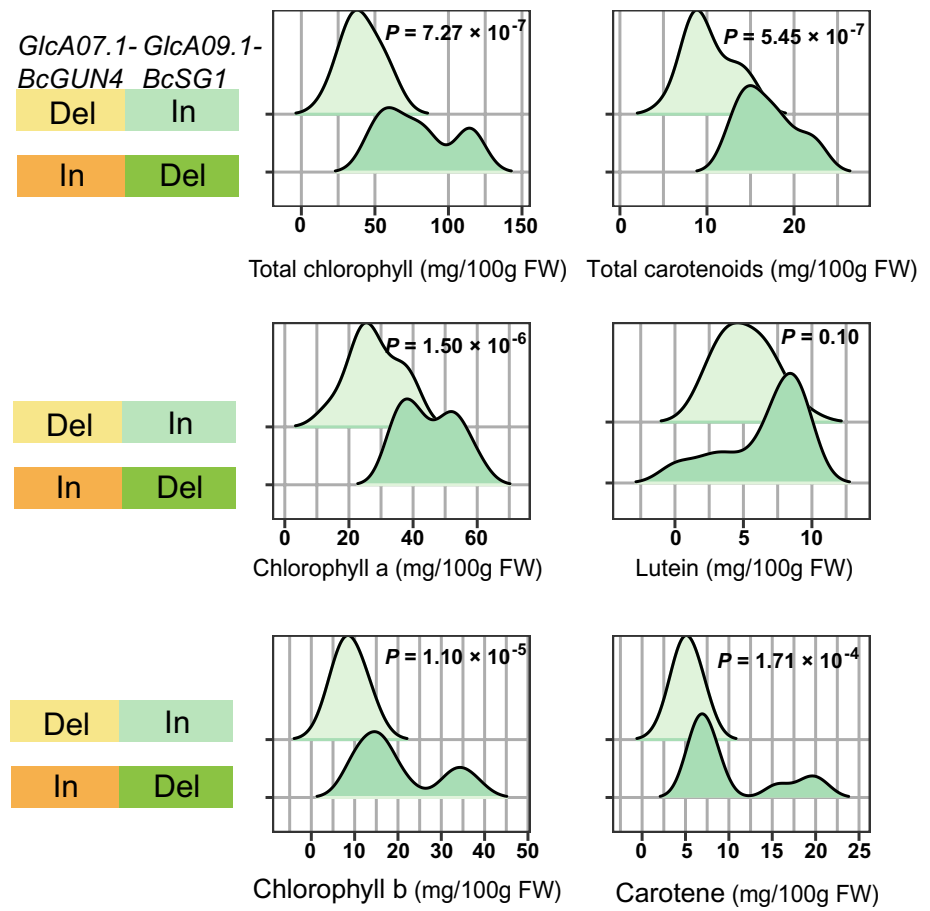 GlcA07.1- GlcA09.1-
BcGUN4 BcSG1
Del In
In Del
P = 7.27 × 10-7
0 50 100 150
Total chlorophyll (mg/100g FW)
P = 5.45 × 10-7
0 10 20
Total carotenoids (mg/100g FW)
Del In
In Del
P = 1.50 × 10-6
0 20 40 60
Chlorophyll a (mg/100g FW)
P = 0.10
0 5 10
Lutein (mg/100g FW)
Del In
In Del
P = 1.10 × 10-5
0 10 20 30 40 50
Chlorophyll b (mg/100g FW)
P = 1.71 × 10-4
0 5 10 15 20 25
Carotene (mg/100g FW)